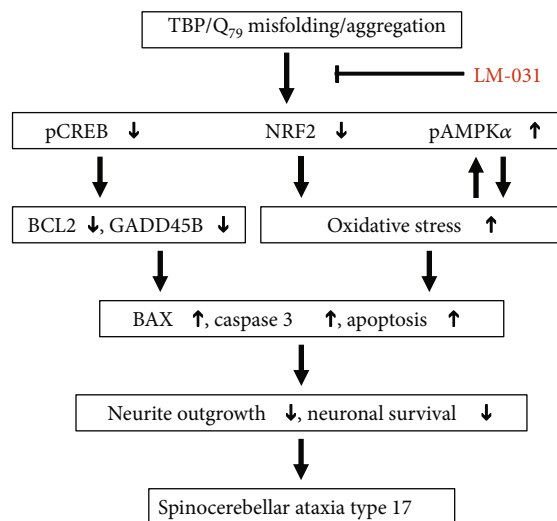 TBP/Q79 misfolding/aggregation
LM-031
pCREB ↓ NRF2 ↓ pAMPKα ↑
BCL2 ↓, GADD45B ↓ Oxidative stress ↑
BAX ↑, caspase 3 ↑, apoptosis ↑
Neurite outgrowth ↓, neuronal survival ↓
Spinocerebellar ataxia type 17